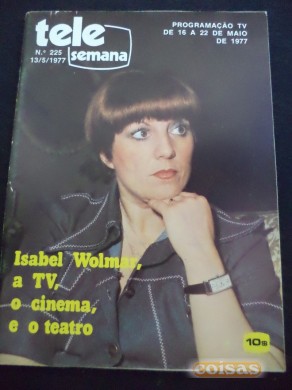 tele
semana
N.º 225
13/5/1977
PROGRAMAÇÃO TV
DE 16 A 22 DE MAIO
DE 1977
Isabel Wolmar,
a TV,
o cinema,
e o teatro
10$
coisas